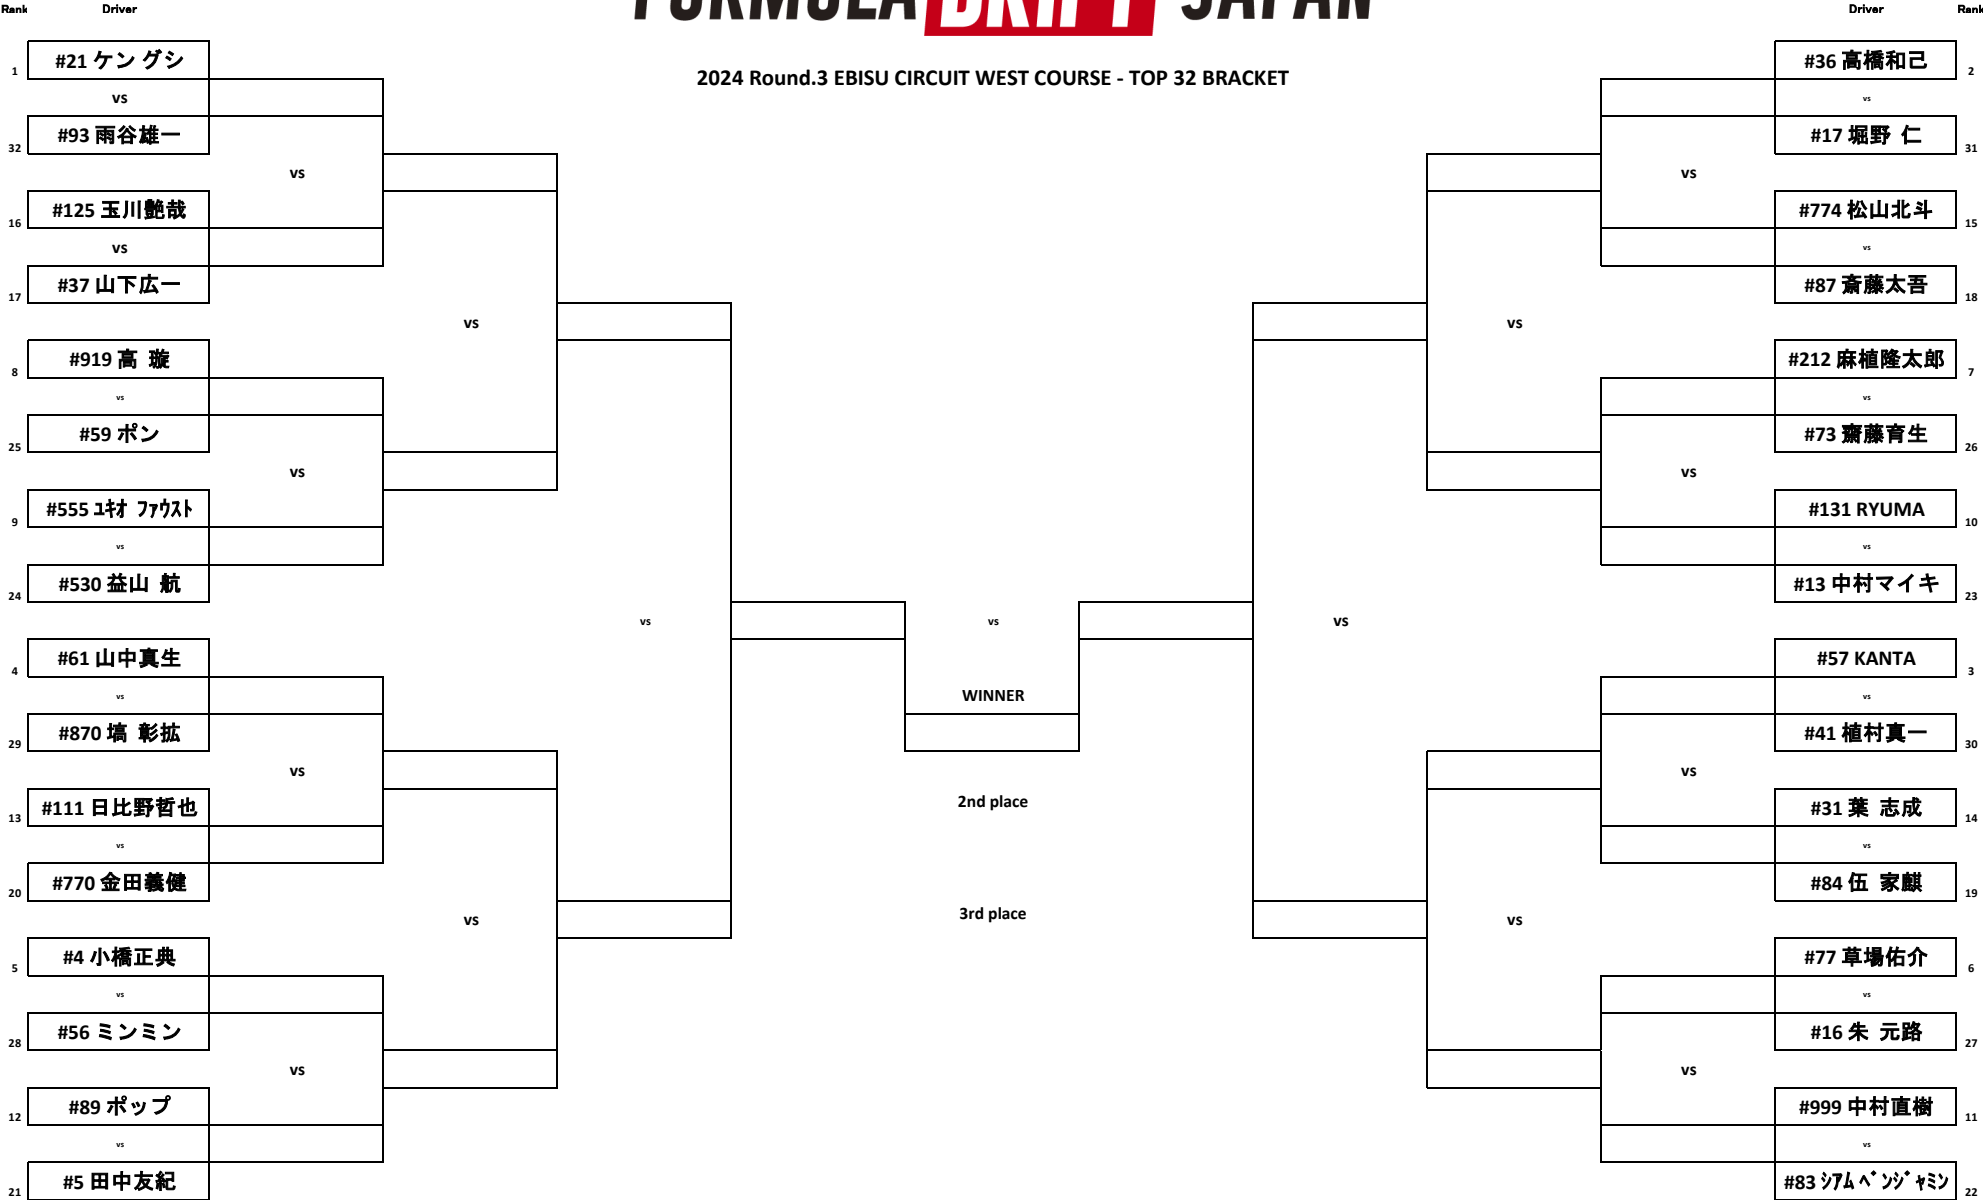 FORMULA DRIFT JAPAN
Rank Driver
Driver Rank
2024 Round.3 EBISU CIRCUIT WEST COURSE - TOP 32 BRACKET
1 #21 ケン グシ
vs
32 #93 雨谷雄一
vs
16 #125 玉川艶哉
vs
17 #37 山下広一
vs
8 #919 高 璇
vs
25 #59 ポン
vs
9 #555 ﾕｷｵ ﾌｧｳｽﾄ
vs
24 #530 益山 航
vs
4 #61 山中真生
vs
29 #870 塙 彰拡
vs
13 #111 日比野哲也
vs
20 #770 金田義健
vs
5 #4 小橋正典
vs
28 #56 ミンミン
vs
12 #89 ポップ
vs
21 #5 田中友紀
vs
WINNER
2nd place
3rd place
#36 高橋和己 2
vs
#17 堀野 仁 31
vs
#774 松山北斗 15
vs
#87 斎藤太吾 18
vs
#212 麻植隆太郎 7
vs
#73 齋藤育生 26
vs
#131 RYUMA 10
vs
#13 中村マイキ 23
vs
#57 KANTA 3
vs
#41 植村真一 30
vs
#31 葉 志成 14
vs
#84 伍 家麒 19
vs
#77 草場佑介 6
vs
#16 朱 元路 27
vs
#999 中村直樹 11
vs
#83 ｼｱﾑ ﾍﾞﾝｼﾞｬﾐﾝ 22